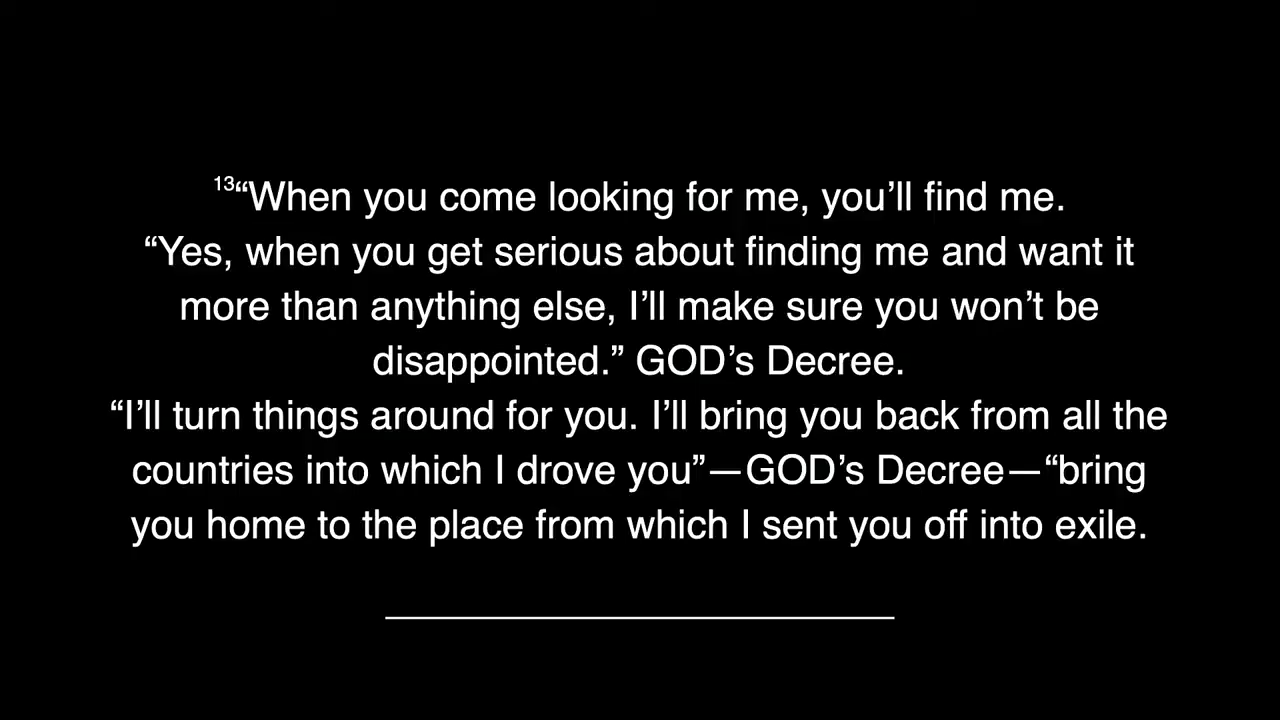 13“When you come looking for me, you’ll find me.
“Yes, when you get serious about finding me and want it
more than anything else, I’ll make sure you won’t be
disappointed.” GOD’s Decree.
“I’ll turn things around for you. I’ll bring you back from all the
countries into which I drove you”—GOD’s Decree—“bring
you home to the place from which I sent you off into exile.